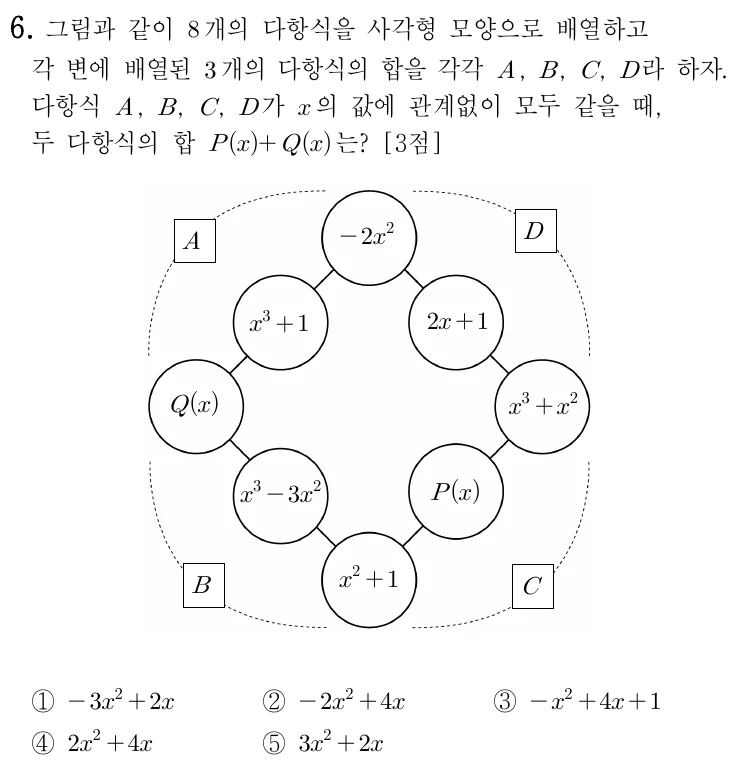 6. 그림과 같이 8개의 다항식을 사각형 모양으로 배열하고
각 변에 배열된 3개의 다항식의 합을 각각 A, B, C, D라 하자.
다항식 A, B, C, D가 x의 값에 관계없이 모두 같을 때,
두 다항식의 합 P(x)+Q(x)는? [3점]
−2x²
A
D
x³+1
2x+1
Q(x)
x³+x²
x³−3x²
P(x)
x²+1
B
C
① −3x²+2x ② −2x²+4x ③ −x²+4x+1
④ 2x²+4x ⑤ 3x²+2x